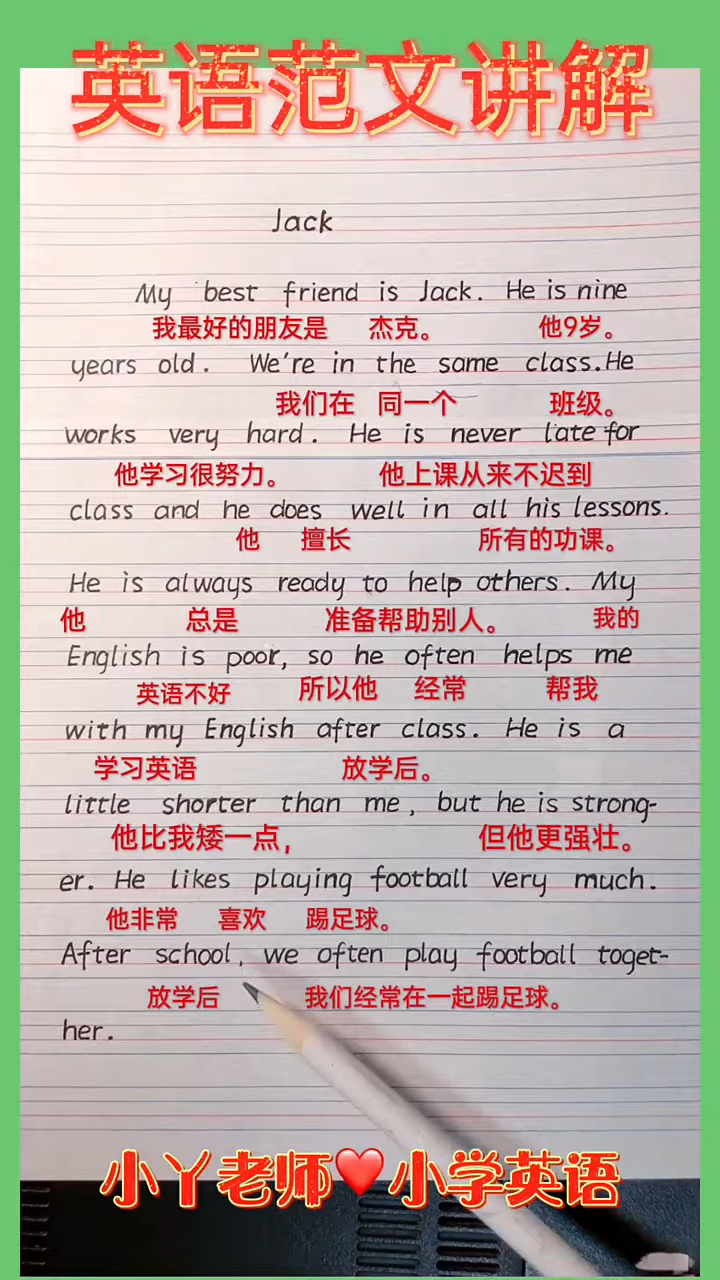 英语范文讲解
Jack
My best friend is Jack. He is nine
我最好的朋友是 杰克。 他9岁。
years old. We're in the same class. He
我们在 同一个 班级。
works very hard. He is never late for
他学习很努力。 他上课从来不迟到
class and he does well in all his lessons.
他 擅长 所有的功课。
He is always ready to help others. My
他 总是 准备帮助别人。 我的
English is poor, so he often helps me
英语不好 所以他 经常 帮我
with my English after class. He is a
学习英语 放学后。
little shorter than me, but he is strong-
他比我矮一点, 但他更强壮。
er. He likes playing football very much.
他非常 喜欢 踢足球。
After school, we often play football toget-
放学后 我们经常在一起踢足球。
her.
小丫老师❤️小学英语